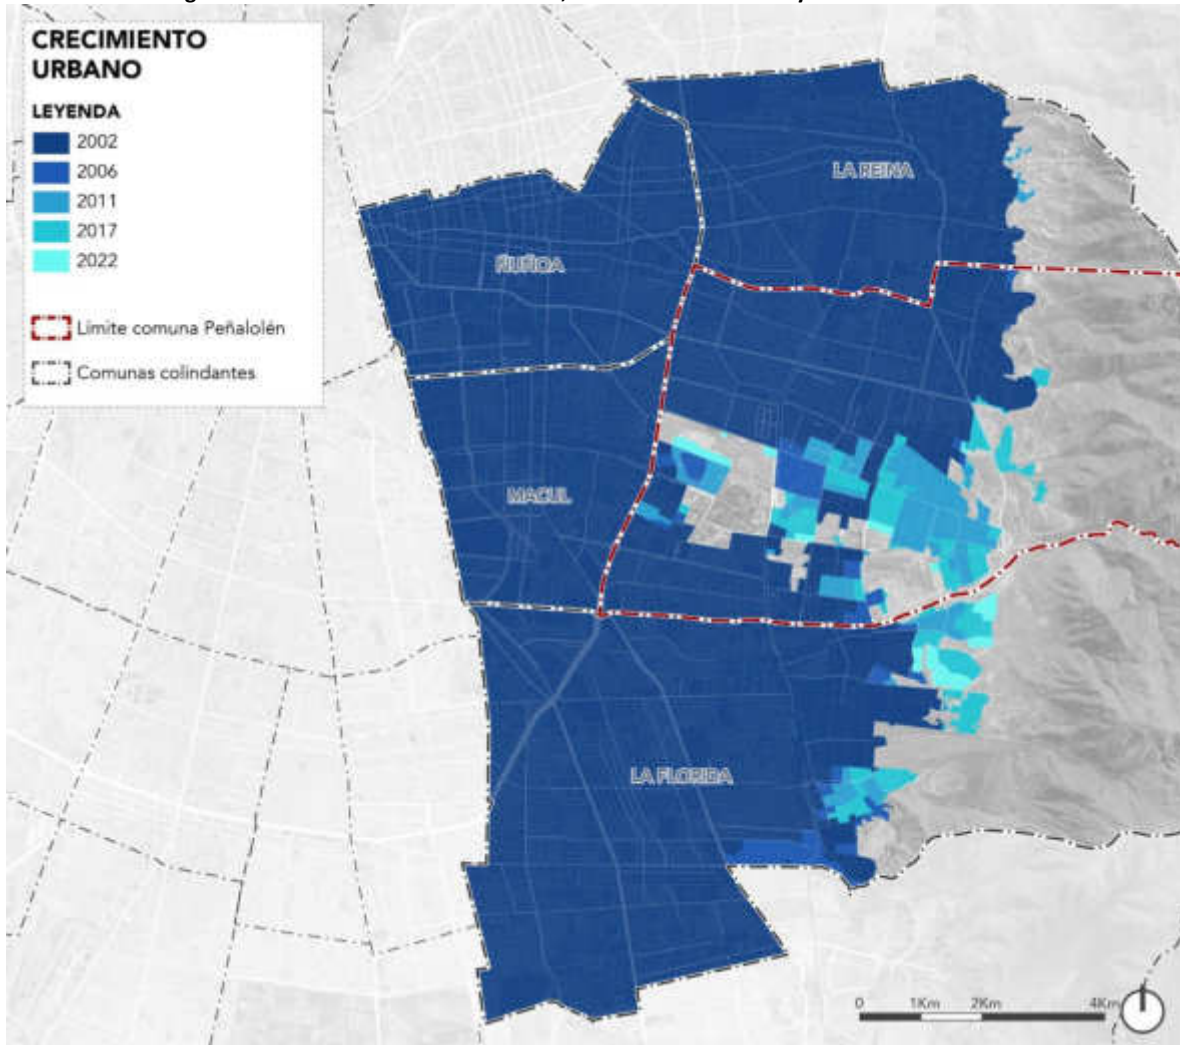 CRECIMIENTO
URBANO
LEYENDA
2002
2006
2011
2017
2022
Límite comuna Peñalolén
Comunas colindantes
LA REINA
ÑUÑOA
MACUL
LA FLORIDA
0 1Km 2Km 4Km